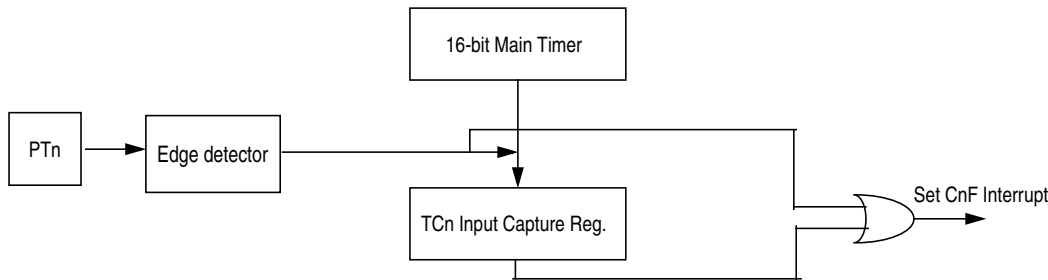 16-bit Main Timer
PTn
Edge detector
TCn Input Capture Reg.
Set CnF Interrupt